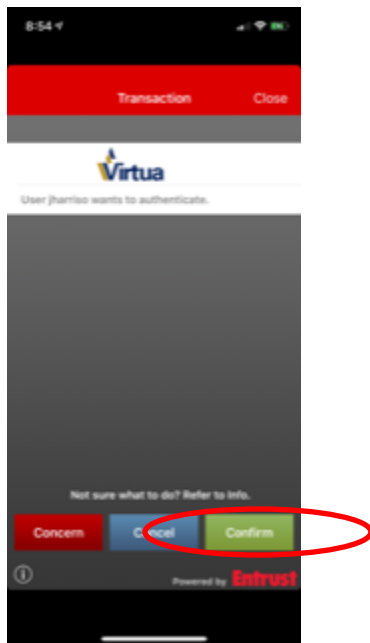 8:54
Transaction Close
Virtua
User jharriso wants to authenticate.
Not sure what to do? Refer to Info.
Concern Cancel Confirm
Powered by Entrust